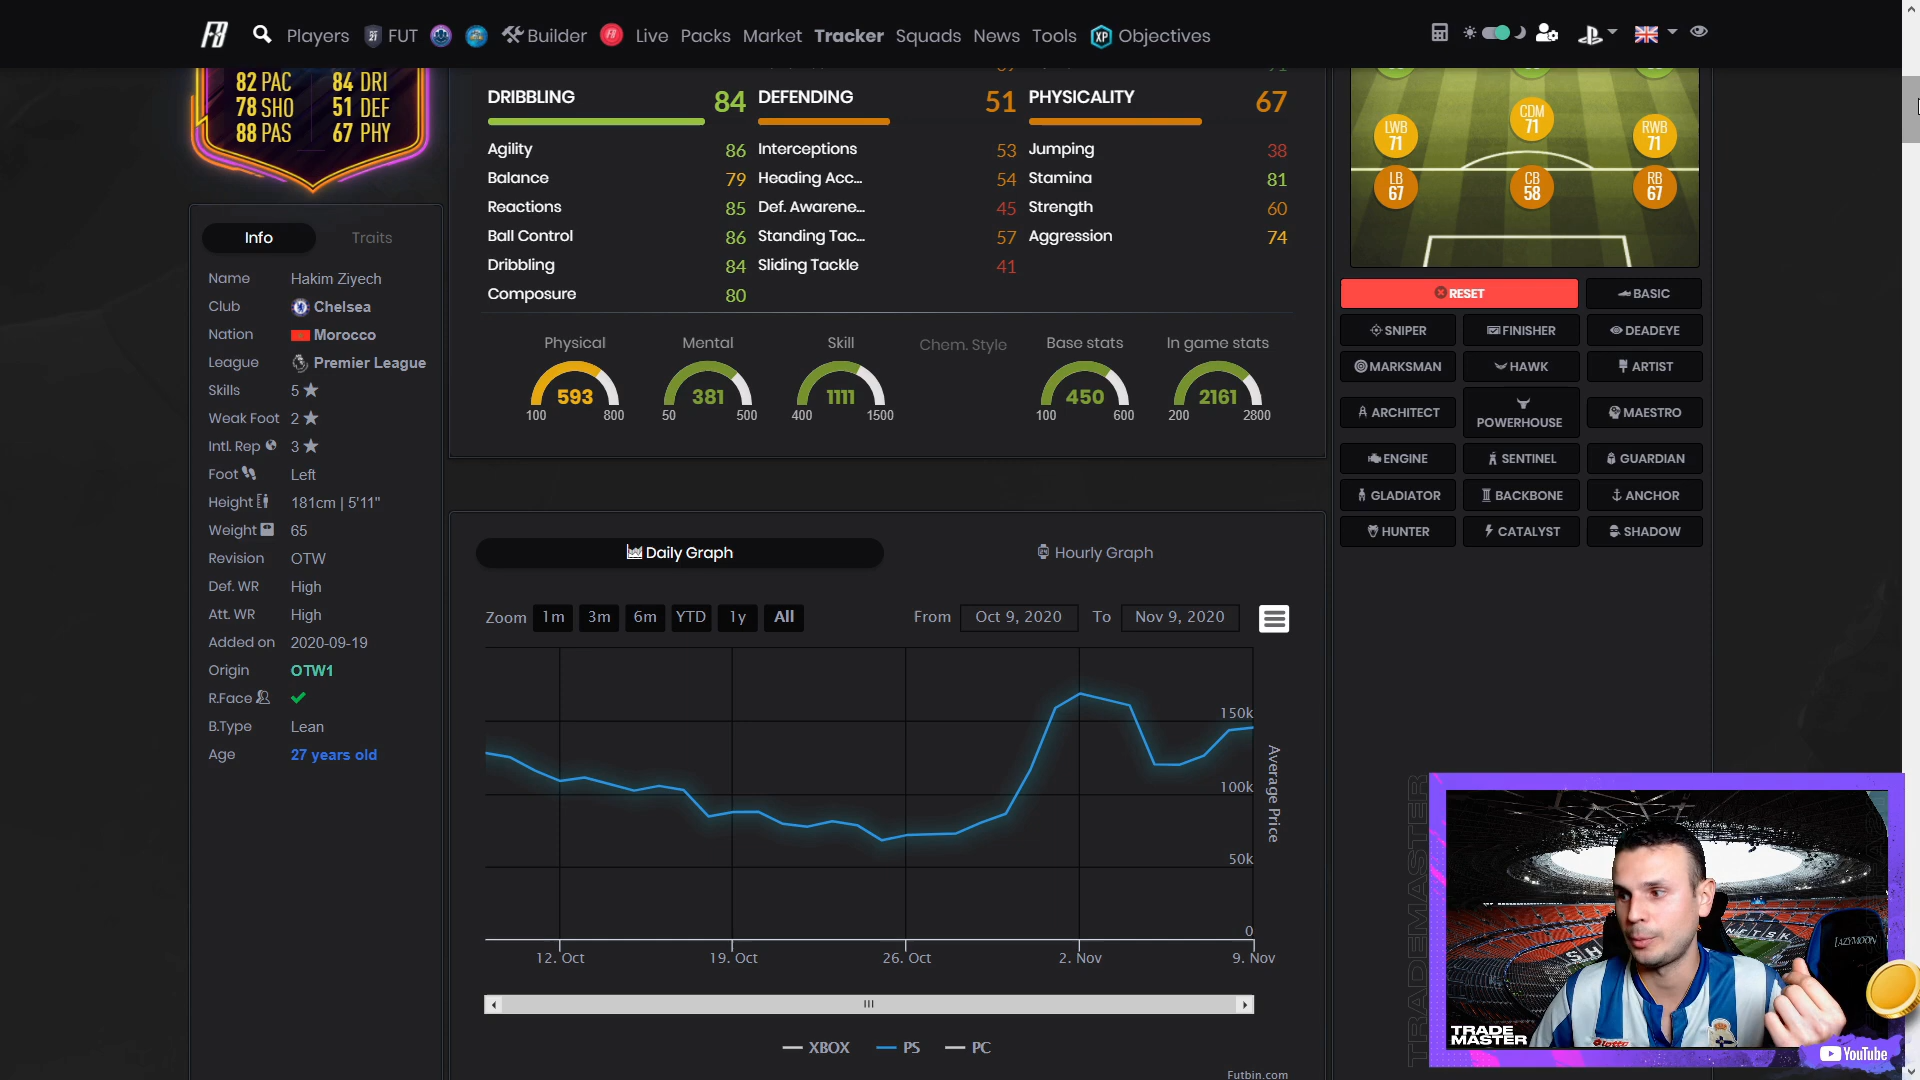 Players 21 FUT Builder Live Packs Market Tracker Squads News Tools XP Objectives
82 PAC 84 DRI
78 SHO 51 DEF
88 PAS 67 PHY
Info Traits
Name Hakim Ziyech
Club Chelsea
Nation Morocco
League Premier League
Skills 5
Weak Foot 2
Intl. Rep 3
Foot Left
Height 181cm | 5'11"
Weight 65
Revision OTW
Def. WR High
Att. WR High
Added on 2020-09-19
Origin OTW1
R.Face
B.Type Lean
Age 27 years old
DRIBBLING 84
Agility 86
Balance 79
Reactions 85
Ball Control 86
Dribbling 84
Composure 80
DEFENDING 51
Interceptions 53
Heading Acc... 54
Def. Awarene... 45
Standing Tac... 57
Sliding Tackle 41
PHYSICALITY 67
Jumping 38
Stamina 81
Strength 60
Aggression 74
Physical Mental Skill Chem. Style Base stats In game stats
593 381 1111 450 2161
100 800 50 500 400 1500 100 600 200 2800
Daily Graph Hourly Graph
Zoom 1m 3m 6m YTD 1y All From Oct 9, 2020 To Nov 9, 2020
150k
100k
50k
0
Average Price
12. Oct 19. Oct 26. Oct 2. Nov 9. Nov
XBOX PS PC
Futbin.com
CDM
71
LWB
71
RWB
71
LB
67
CB
58
RB
67
RESET BASIC
SNIPER FINISHER DEADEYE
MARKSMAN HAWK ARTIST
ARCHITECT POWERHOUSE MAESTRO
ENGINE SENTINEL GUARDIAN
GLADIATOR BACKBONE ANCHOR
HUNTER CATALYST SHADOW
TRADEMASTER
LAZYMOON
TRADE
MASTER
YouTube